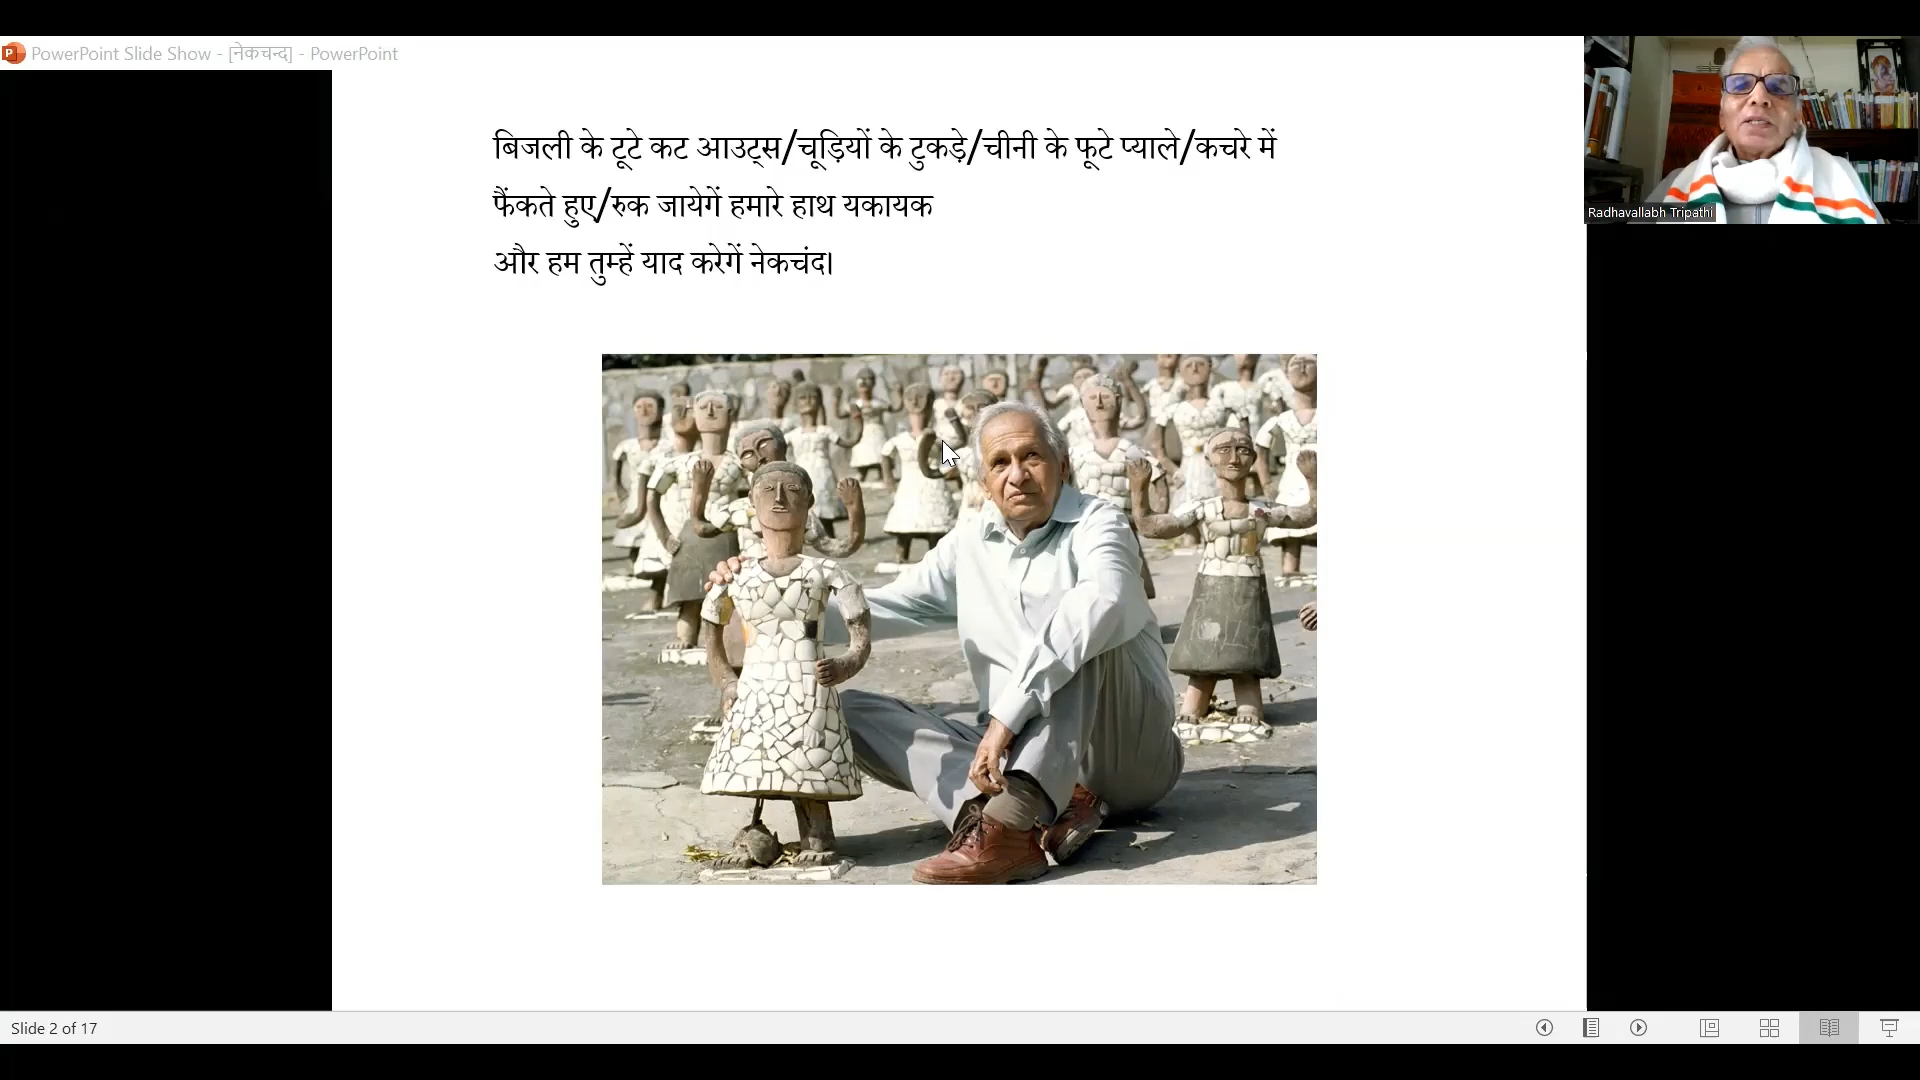 PowerPoint Slide Show - [नेकचन्द] - PowerPoint
बिजली के टूटे कट आउट्स/चूड़ियों के टुकड़े/चीनी के फूटे प्याले/कचरे में
फैंकते हुए/रुक जायेगें हमारे हाथ यकायक
और हम तुम्हें याद करेगें नेकचंद।
Radhavallabh Tripathi
Slide 2 of 17